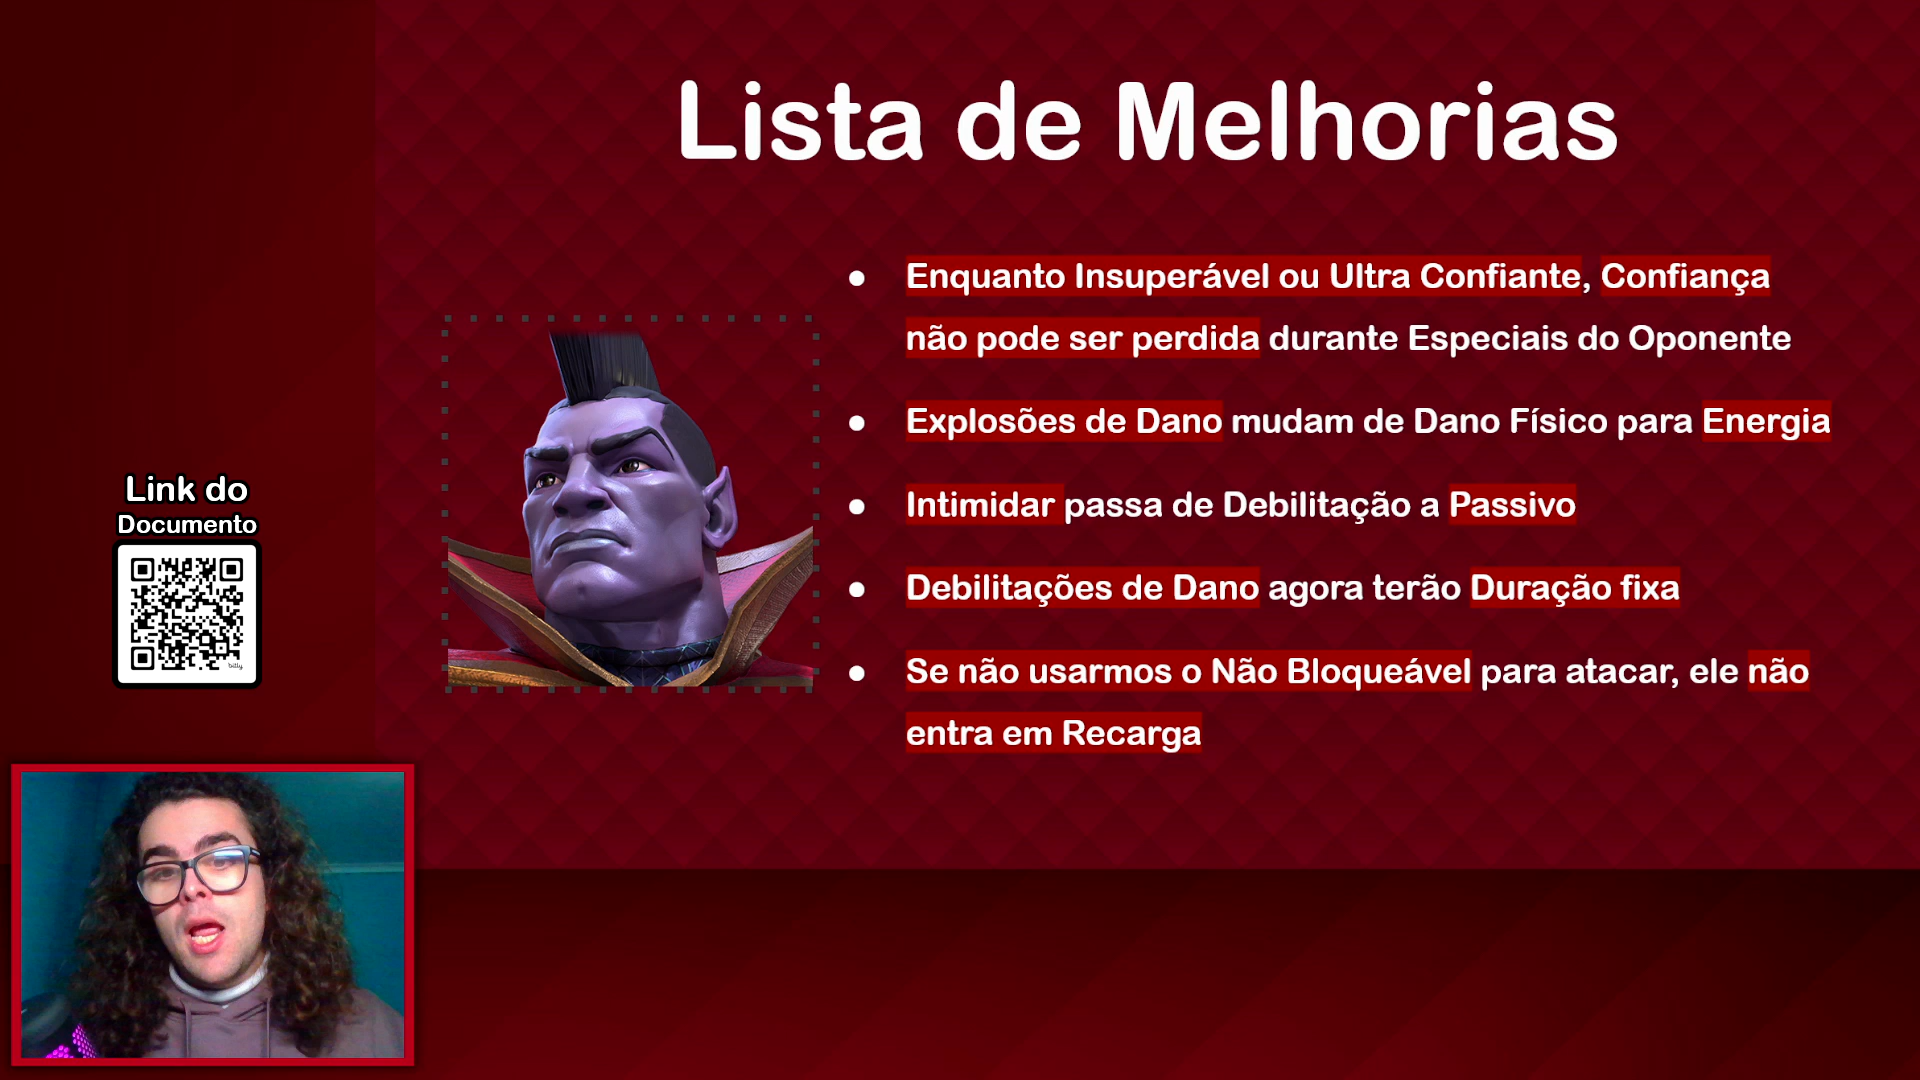 Lista de Melhorias
● Enquanto Insuperável ou Ultra Confiante, Confiança
não pode ser perdida durante Especiais do Oponente
● Explosões de Dano mudam de Dano Físico para Energia
● Intimidar passa de Debilitação a Passivo
● Debilitações de Dano agora terão Duração fixa
● Se não usarmos o Não Bloqueável para atacar, ele não
entra em Recarga
Link do
Documento
bitly